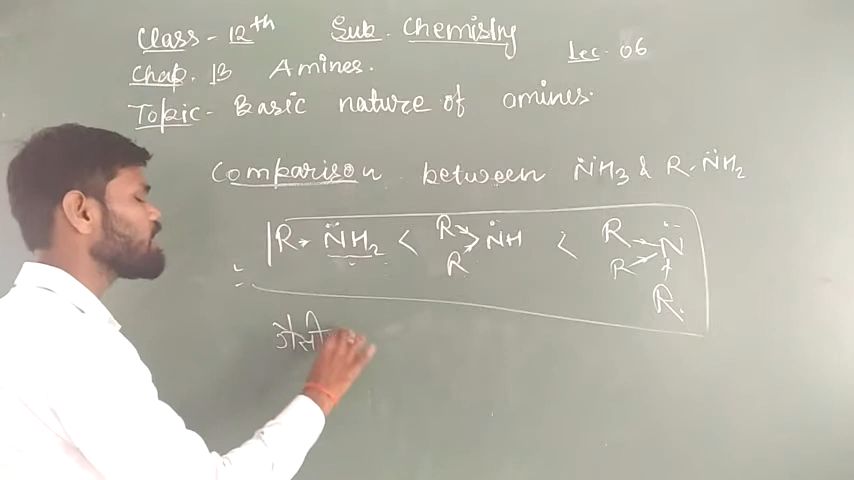 Class - 12th Sub. Chemistry Lec. 06
Chap. 13 Amines.
Topic - Basic nature of amines.
Comparison between N̈H3 & R-N̈H2
R → N̈H2 < R R N̈H < R R R N̈